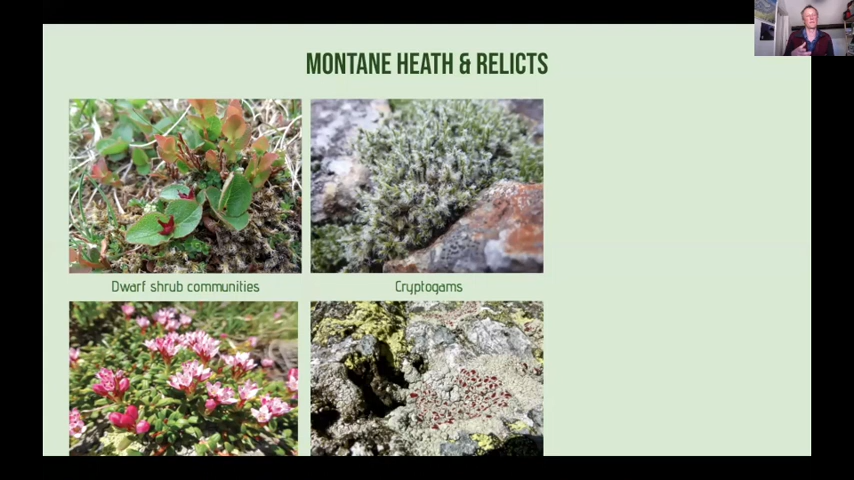 MONTANE HEATH & RELICTS
Dwarf shrub communities
Cryptogams